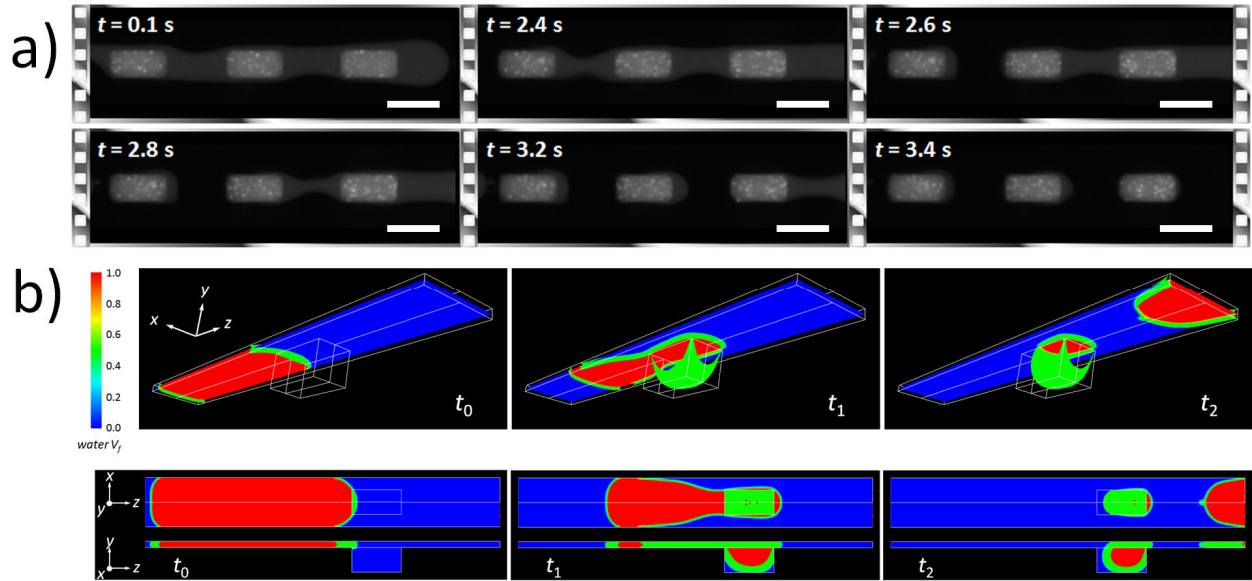 a)
t = 0.1 s
t = 2.4 s
t = 2.6 s
t = 2.8 s
t = 3.2 s
t = 3.4 s
b)
1.0
0.8
0.6
0.4
0.2
0.0
water Vf
y
x
z
t0
t1
t2
x
y
z
y
x
z
t0
x
y
z
y
x
z
t1
x
y
z
y
x
z
t2